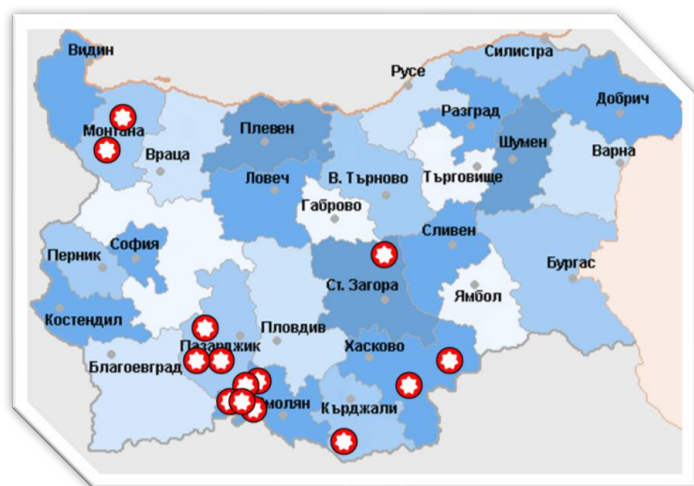 Видин
Силистра
Русе
Добрич
Разград
Монтана
Плевен
Шумен
Враца
Варна
Ловеч
В. Търново
Търговище
Габрово
София
Сливен
Перник
Бургас
Ст. Загора
Ямбол
Костендил
Пловдив
Пазарджик
Хасково
Благоевград
Кърджали